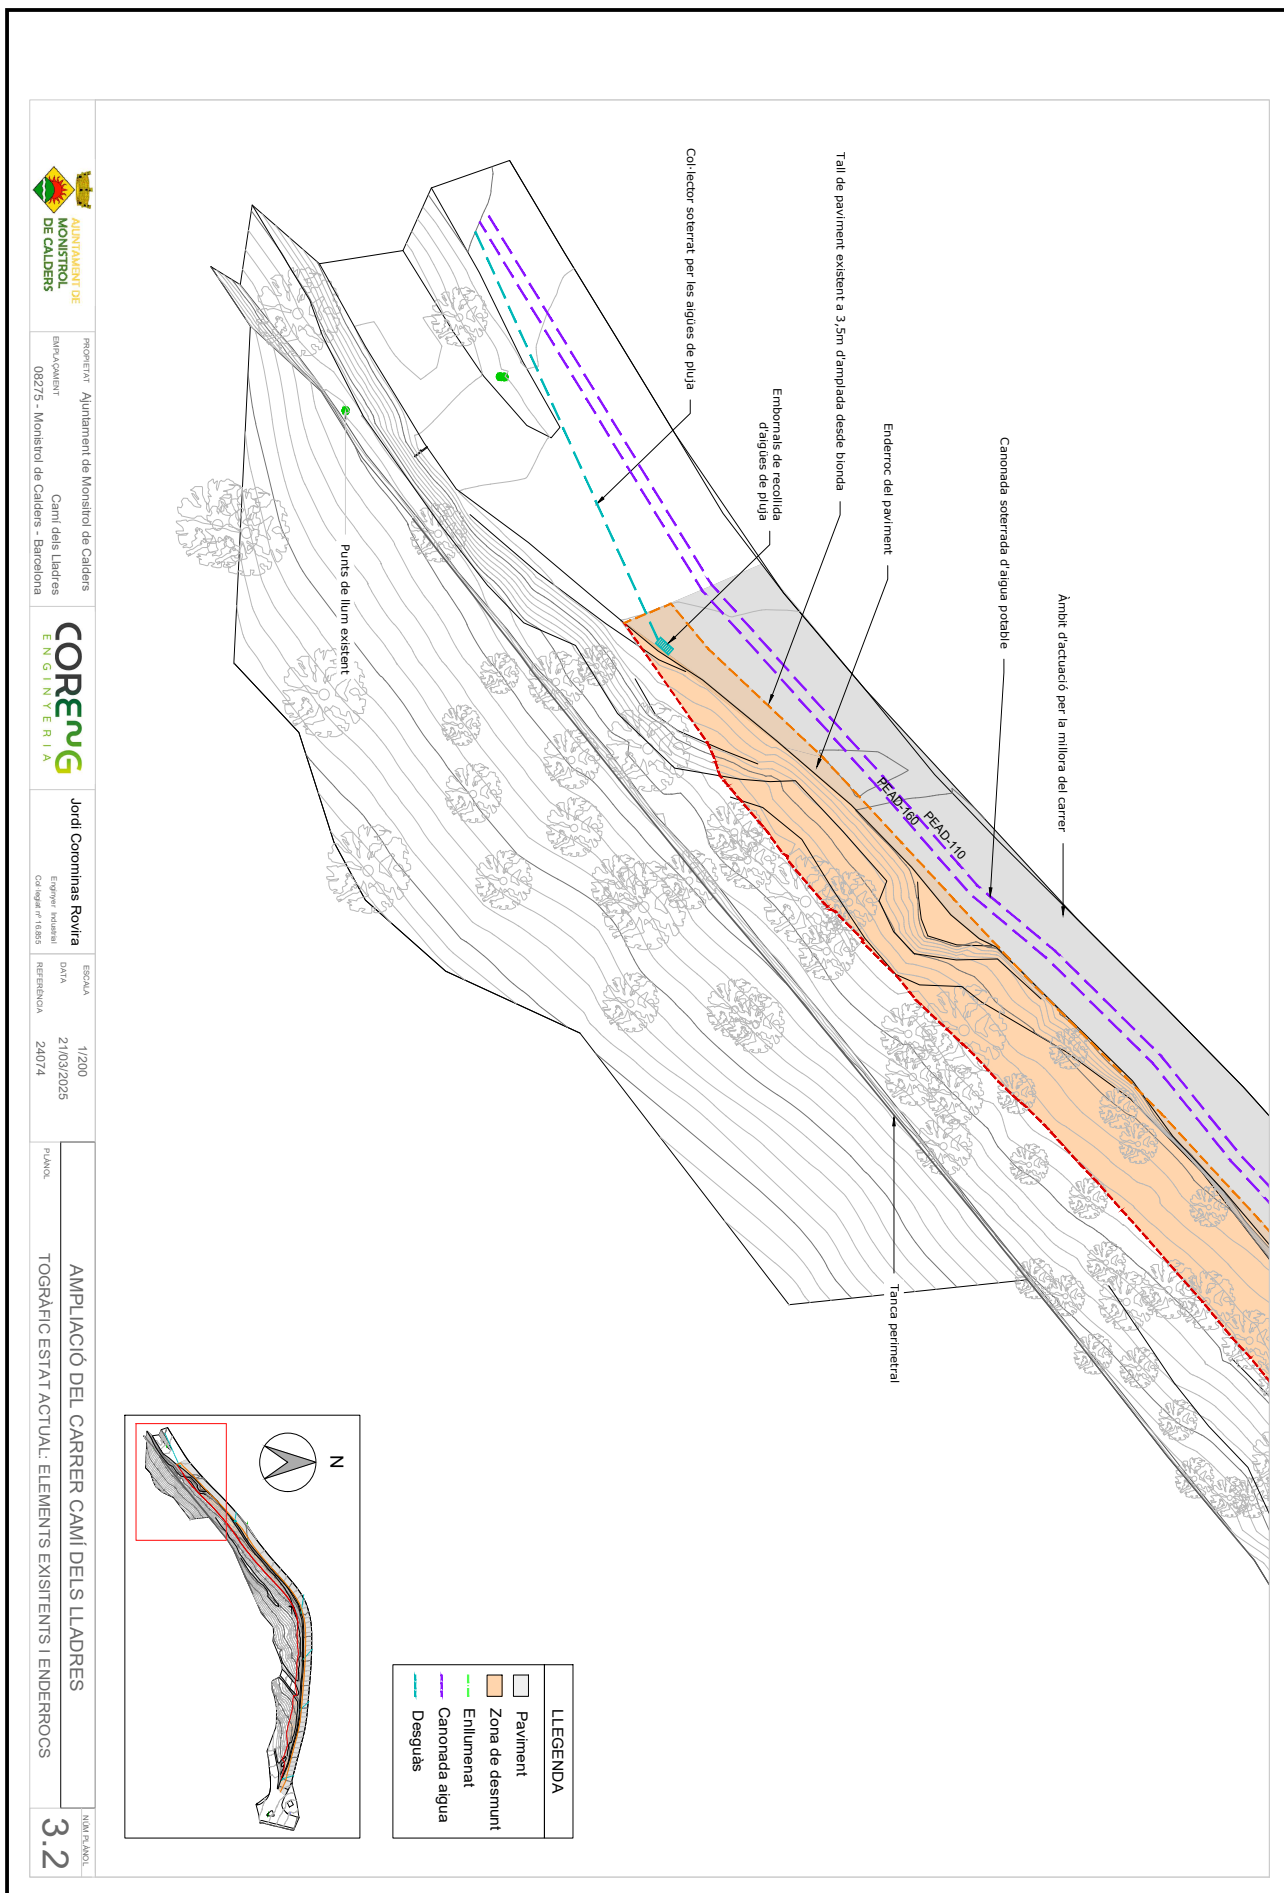 Àmbit d'actuació per la millora del carrer
Canonada soterrada d'aigua potable
Enderroc del paviment
Tall de paviment existent a 3,5m d'amplada desde bionda
Embornals de recollida
d'aigües de pluja
Col·lector soterrat per les aigües de pluja
PEAD-110
PEAD-160
Punts de llum existent
Tanca perimetral
LLEGENDA
Paviment
Zona de desmunt
Enllumenat
Canonada aigua
Desguàs
N
AJUNTAMENT DE
MONISTROL
DE CALDERS
PROPIETAT
Ajuntament de Monsitrol de Calders
EMPLAÇAMENT
Camí dels Lladres
08275 - Monistrol de Calders - Barcelona
CORENG
ENGINYERIA
Jordi Corominas Rovira
Enginyer Industrial
Col·legiat nº 16.855
ESCALA
1/200
DATA
21/03/2025
REFERÈNCIA
24074
AMPLIACIÓ DEL CARRER CAMÍ DELS LLADRES
PLÀNOL
TOGRÀFIC ESTAT ACTUAL: ELEMENTS EXISITENTS I ENDERROCS
NÚM PLÀNOL
3.2